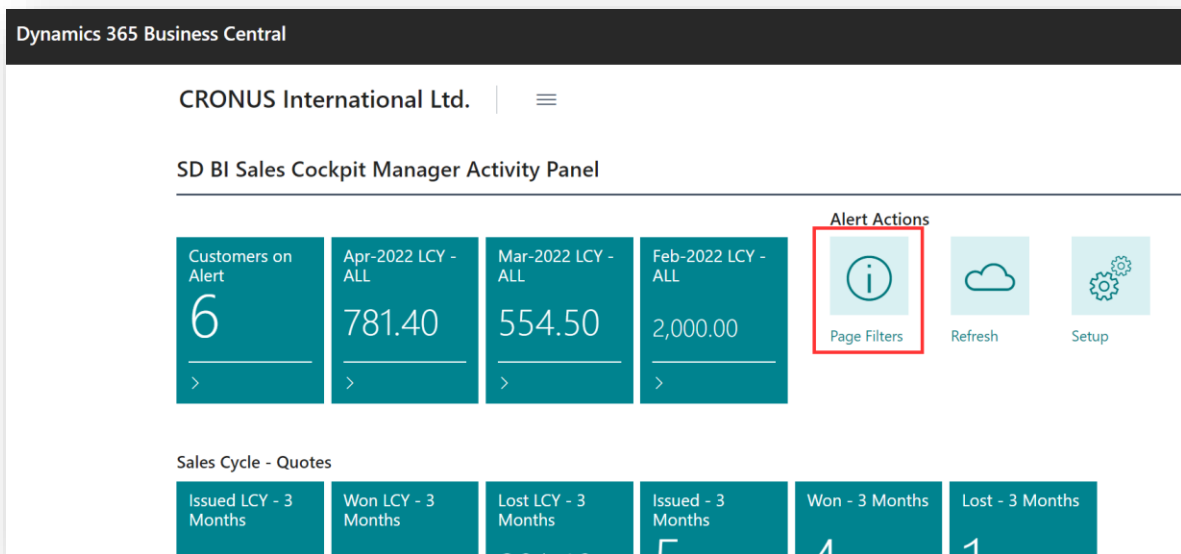 Dynamics 365 Business Central
CRONUS International Ltd.
SD BI Sales Cockpit Manager Activity Panel
Alert Actions
Customers on
Alert
6
Apr-2022 LCY -
ALL
781.40
Mar-2022 LCY -
ALL
554.50
Feb-2022 LCY -
ALL
2,000.00
Page Filters
Refresh
Setup
Sales Cycle - Quotes
Issued LCY - 3
Months
Won LCY - 3
Months
Lost LCY - 3
Months
Issued - 3
Months
5
Won - 3 Months
4
Lost - 3 Months
1